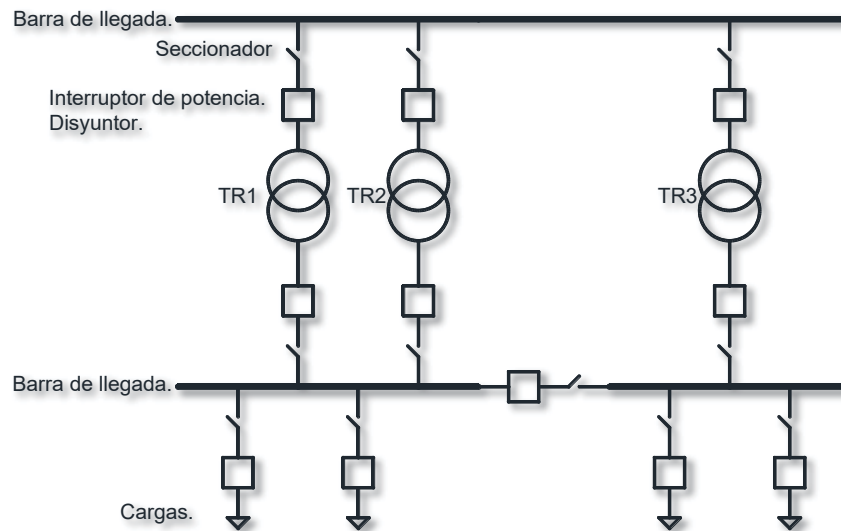 Barra de llegada.
Seccionador
Interruptor de potencia.
Disyuntor.
TR1
TR2
TR3
Barra de llegada.
Cargas.